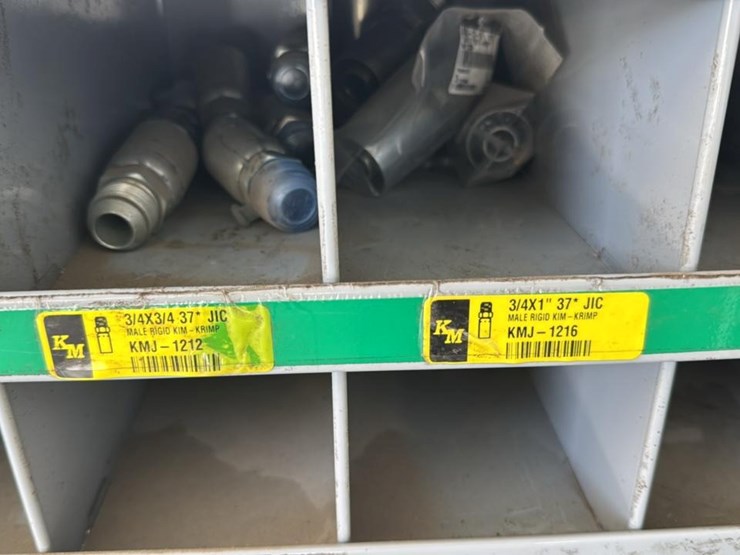 3/4X3/4 37° JIC
MALE RIGID KIM-KRIMP
KM
KMJ-1212
3/4X1" 37° JIC
MALE RIGID KIM-KRIMP
KM
KMJ-1216